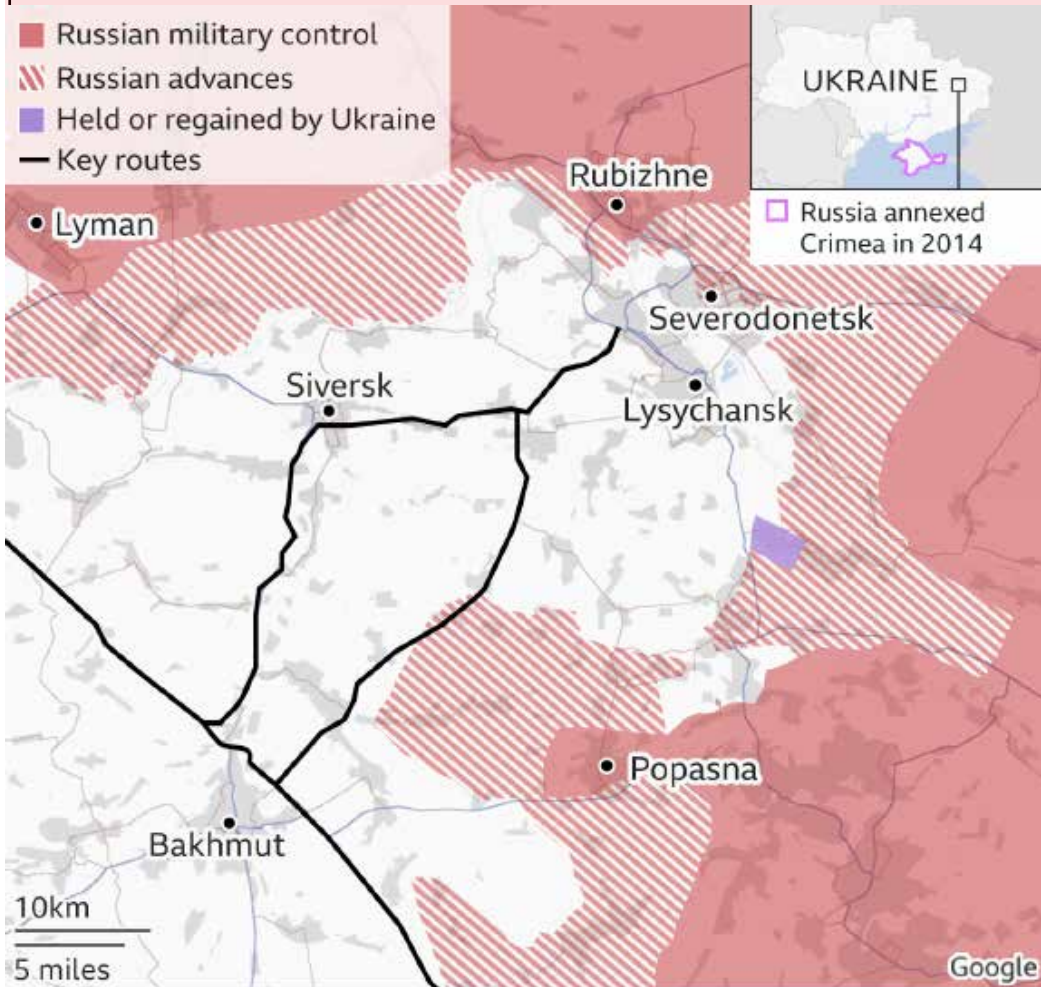 Russian military control
Russian advances
Held or regained by Ukraine
Key routes
UKRAINE
Russia annexed
Crimea in 2014
Rubizhne
Lyman
Severodonetsk
Siversk
Lysychansk
Popasna
Bakhmut
10km
5 miles
Google